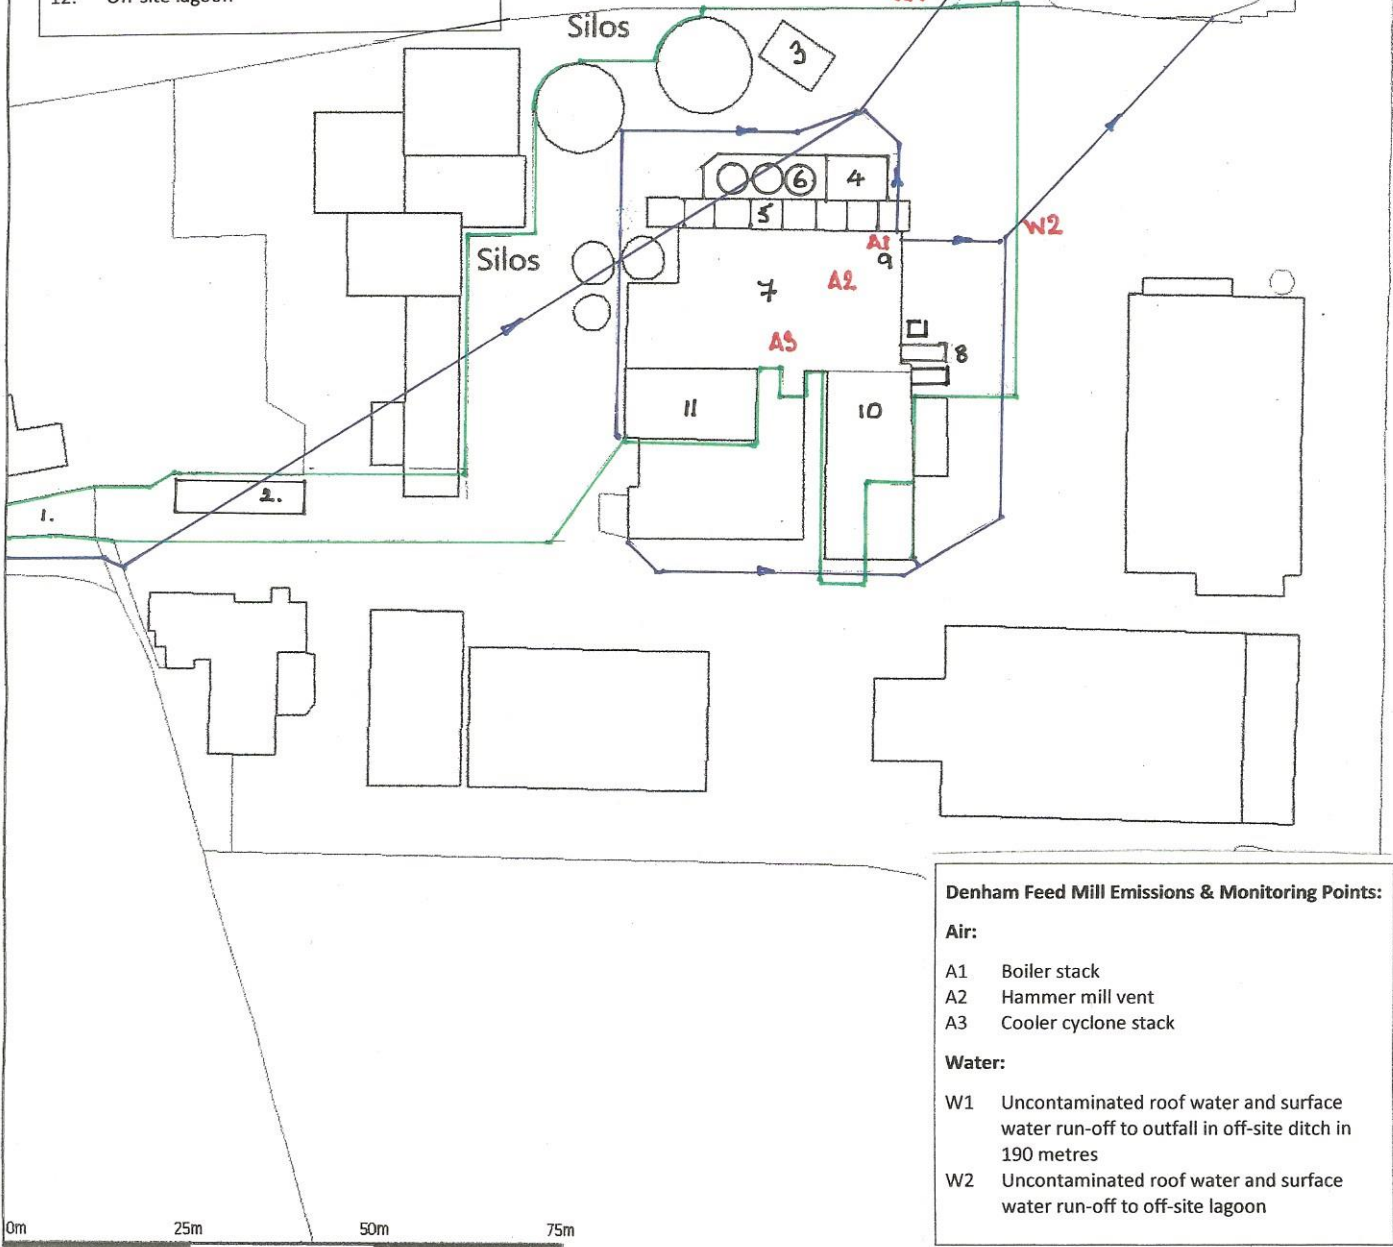 12. Off-site lagoon
Silos
3
6
4
5
A1
9
W2
Silos
7
A2
A3
8
11
10
2.
1.
Denham Feed Mill Emissions & Monitoring Points:
Air:
A1 Boiler stack
A2 Hammer mill vent
A3 Cooler cyclone stack
Water:
W1 Uncontaminated roof water and surface
water run-off to outfall in off-site ditch in
190 metres
W2 Uncontaminated roof water and surface
water run-off to off-site lagoon
0m 25m 50m 75m